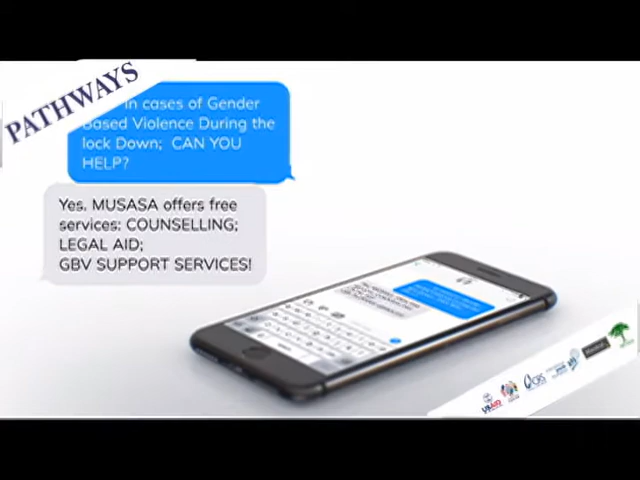 PATHWAYS
In cases of Gender
Based Violence During the
lock Down; CAN YOU
HELP?
Yes. MUSASA offers free
services: COUNSELLING;
LEGAL AID;
GBV SUPPORT SERVICES!
USAID
CRS